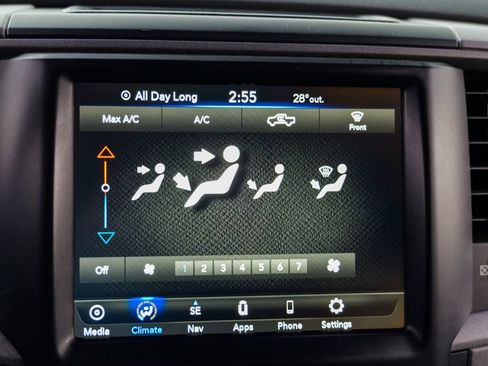 All Day Long 2:55 28°out.
Max A/C A/C Front
Off 1 2 3 4 5 6 7
SE
Media Climate Nav Apps Phone Settings